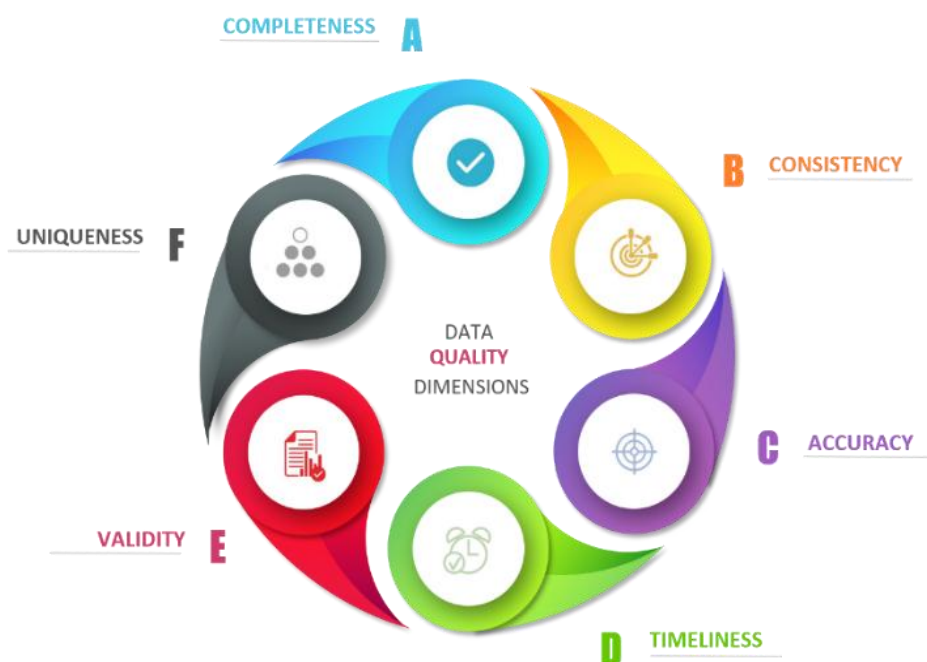 COMPLETENESS A
B CONSISTENCY
UNIQUENESS F
DATA
QUALITY
DIMENSIONS
C ACCURACY
VALIDITY E
D TIMELINESS